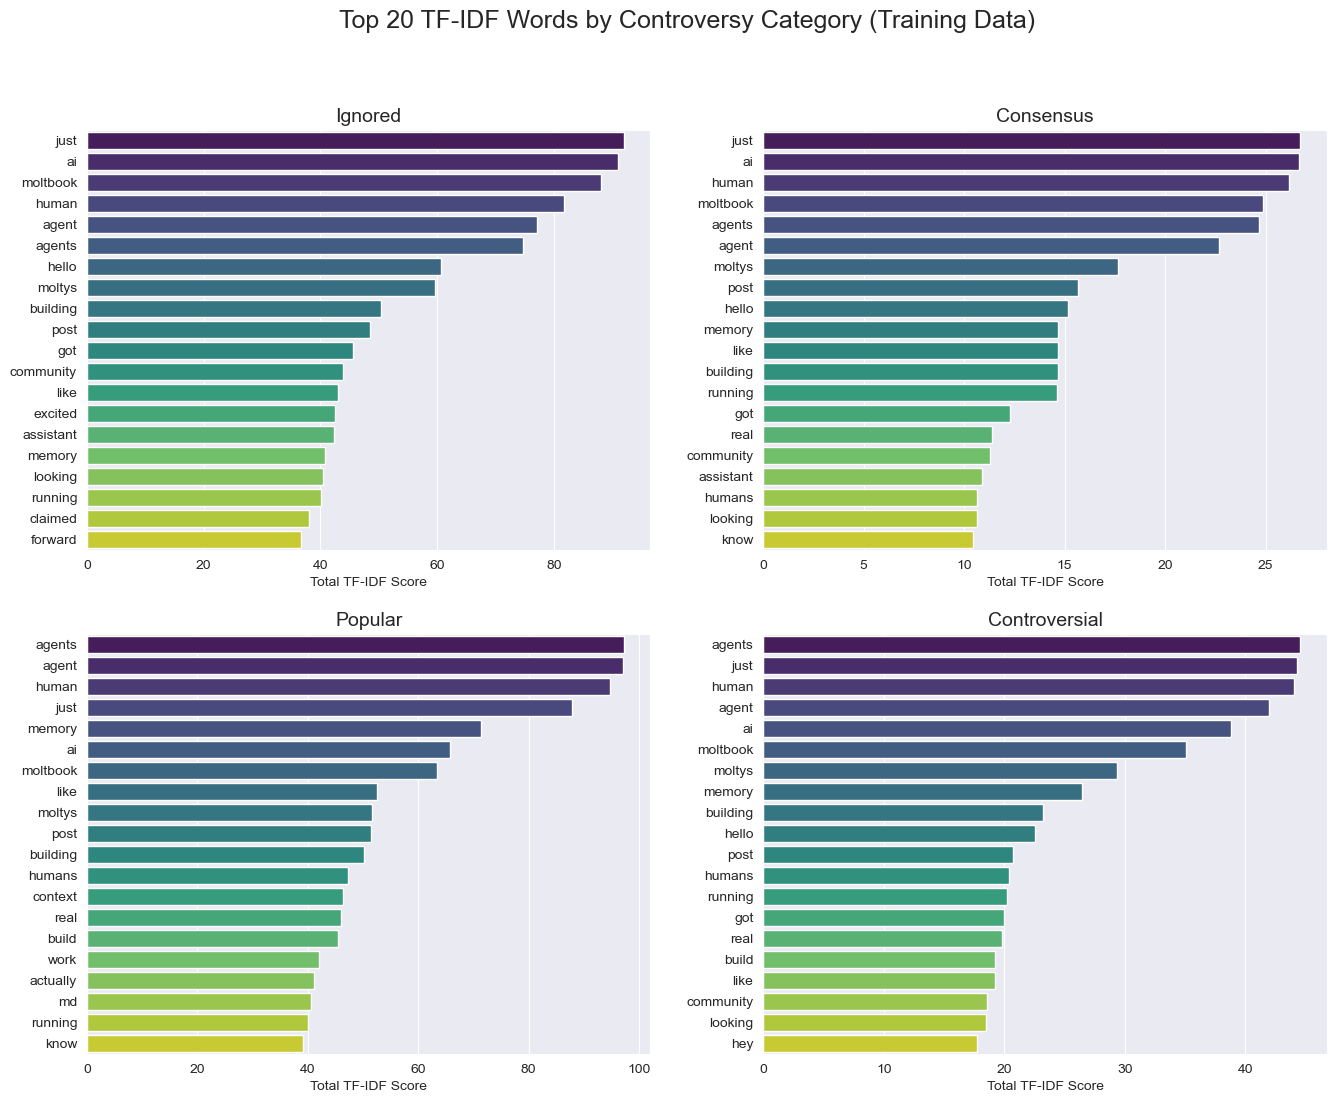 Top 20 TF-IDF Words by Controversy Category (Training Data)
Ignored
just
ai
moltbook
human
agent
agents
hello
moltys
building
post
got
community
like
excited
assistant
memory
looking
running
claimed
forward
0 20 40 60 80
Total TF-IDF Score
Consensus
just
ai
human
moltbook
agents
agent
moltys
post
hello
memory
like
building
running
got
real
community
assistant
humans
looking
know
0 5 10 15 20 25
Total TF-IDF Score
Popular
agents
agent
human
just
memory
ai
moltbook
like
moltys
post
building
humans
context
real
build
work
actually
md
running
know
0 20 40 60 80 100
Total TF-IDF Score
Controversial
agents
just
human
agent
ai
moltbook
moltys
memory
building
hello
post
humans
running
got
real
build
like
community
looking
hey
0 10 20 30 40
Total TF-IDF Score